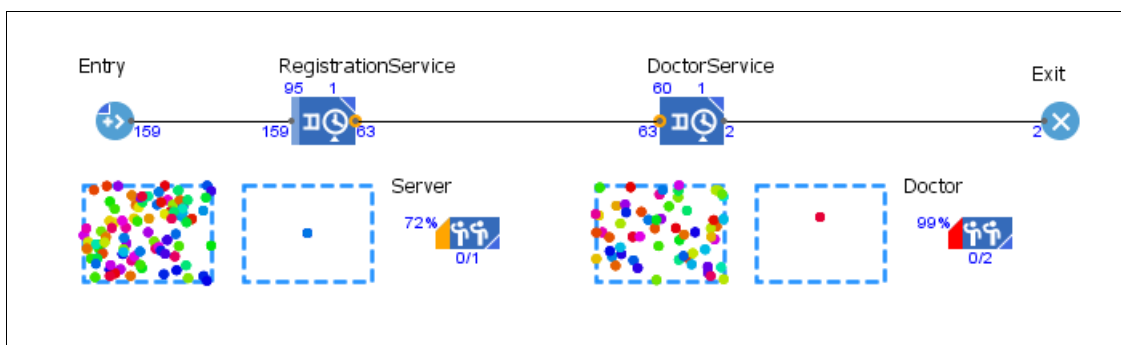 Entry
RegistrationService
DoctorService
Exit
95 1
60 1
159
159
63
63
2
2
Server
Doctor
72%
99%
0/1
0/2